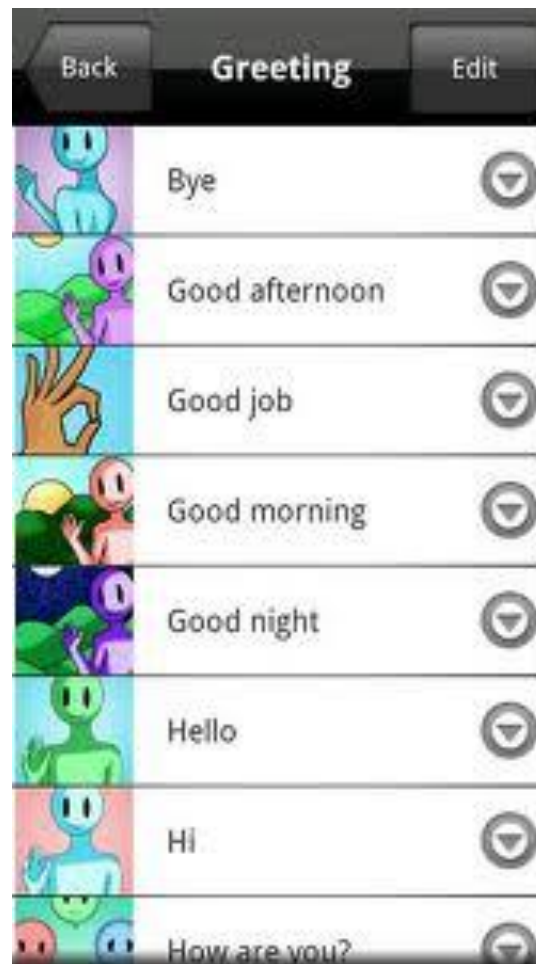 Back Greeting Edit
Bye
Good afternoon
Good job
Good morning
Good night
Hello
Hi
How are you?